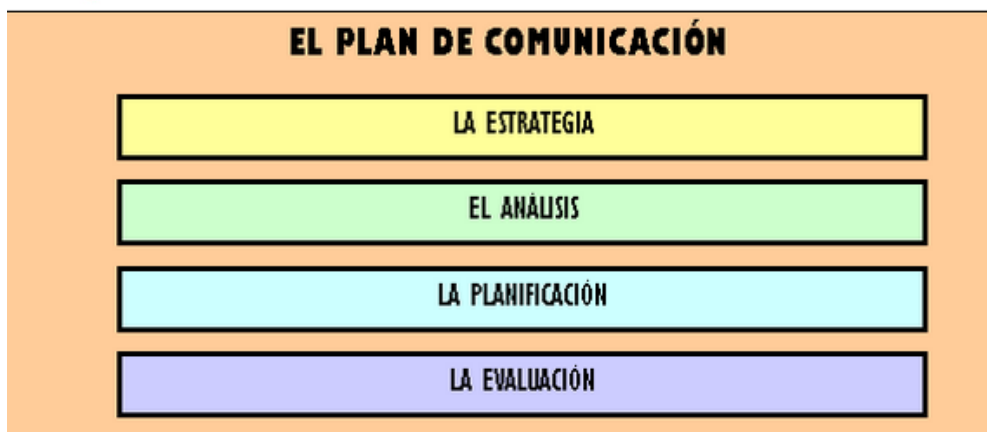 EL PLAN DE COMUNICACIÓN
LA ESTRATEGIA
EL ANÁLISIS
LA PLANIFICACIÓN
LA EVALUACIÓN